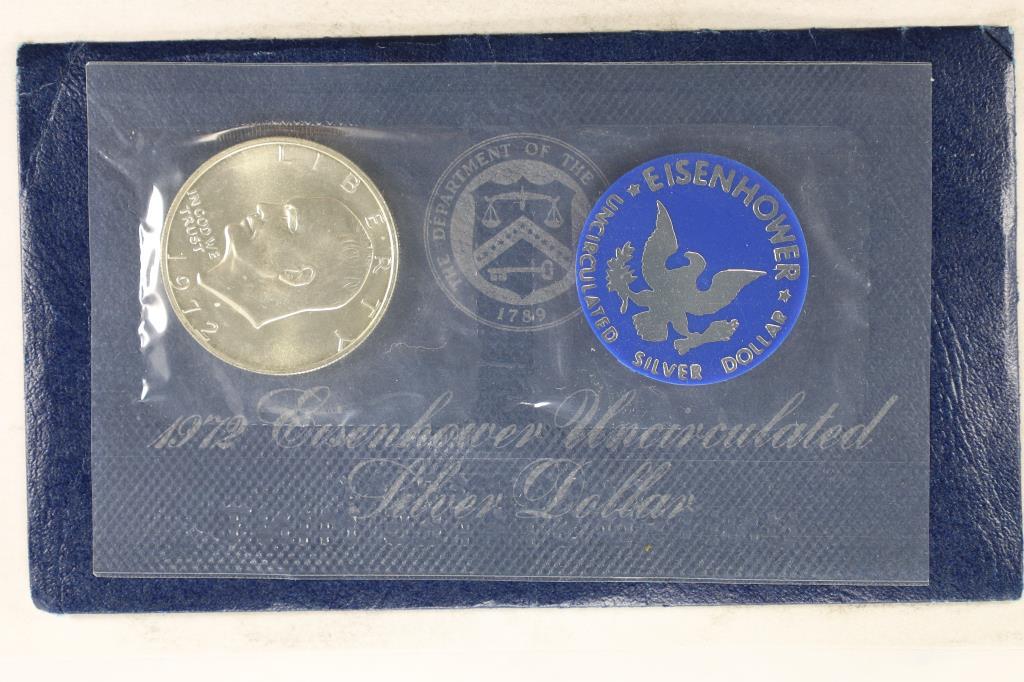 LIBERTY
IN GOD WE
TRUST
1972
THE DEPARTMENT OF THE
1789
EISENHOWER
UNCIRCULATED SILVER DOLLAR
1972 Eisenhower Uncirculated
Silver Dollar